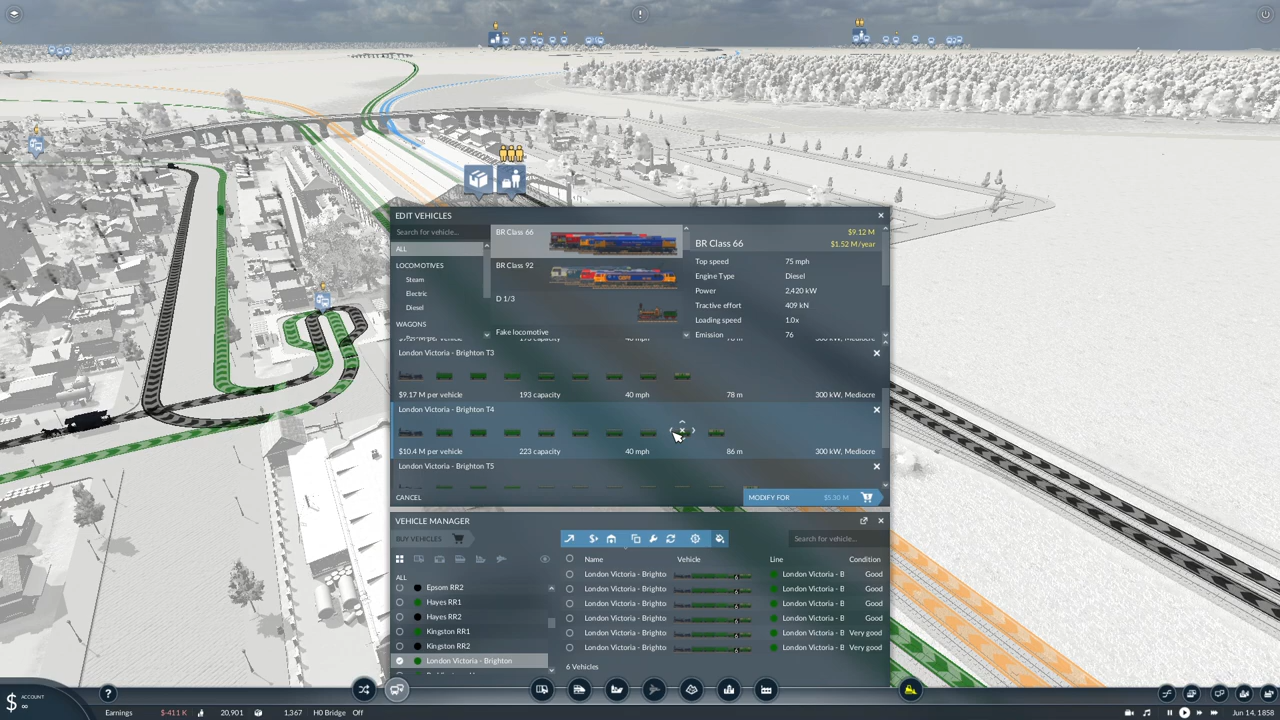 EDIT VEHICLES
Search for vehicle...
ALL
LOCOMOTIVES
Steam
Electric
Diesel
WAGONS
BR Class 66
BR Class 92
D 1/3
Fake locomotive
$9.12 M
BR Class 66
$1.52 M/year
Top speed 75 mph
Engine Type Diesel
Power 2,420 kW
Tractive effort 409 kN
Loading speed 1.0x
Emission 76
London Victoria - Brighton T3
$9.17 M per vehicle 193 capacity 40 mph 78 m 300 kW, Mediocre
London Victoria - Brighton T4
$10.4 M per vehicle 223 capacity 40 mph 86 m 300 kW, Mediocre
London Victoria - Brighton T5
CANCEL
MODIFY FOR $5.30 M
VEHICLE MANAGER
BUY VEHICLES
Search for vehicle...
ALL
Epsom RR2
Hayes RR1
Hayes RR2
Kingston RR1
Kingston RR2
London Victoria - Brighton
Name Vehicle Line Condition
London Victoria - Brighto London Victoria - B Good
London Victoria - Brighto London Victoria - B Good
London Victoria - Brighto London Victoria - B Good
London Victoria - Brighto London Victoria - B Good
London Victoria - Brighto London Victoria - B Very good
London Victoria - Brighto London Victoria - B Very good
6 Vehicles
$ ACCOUNT
∞
?
Earnings $-411 K 20,901 1,367 H0 Bridge Off
Jun 14, 1858